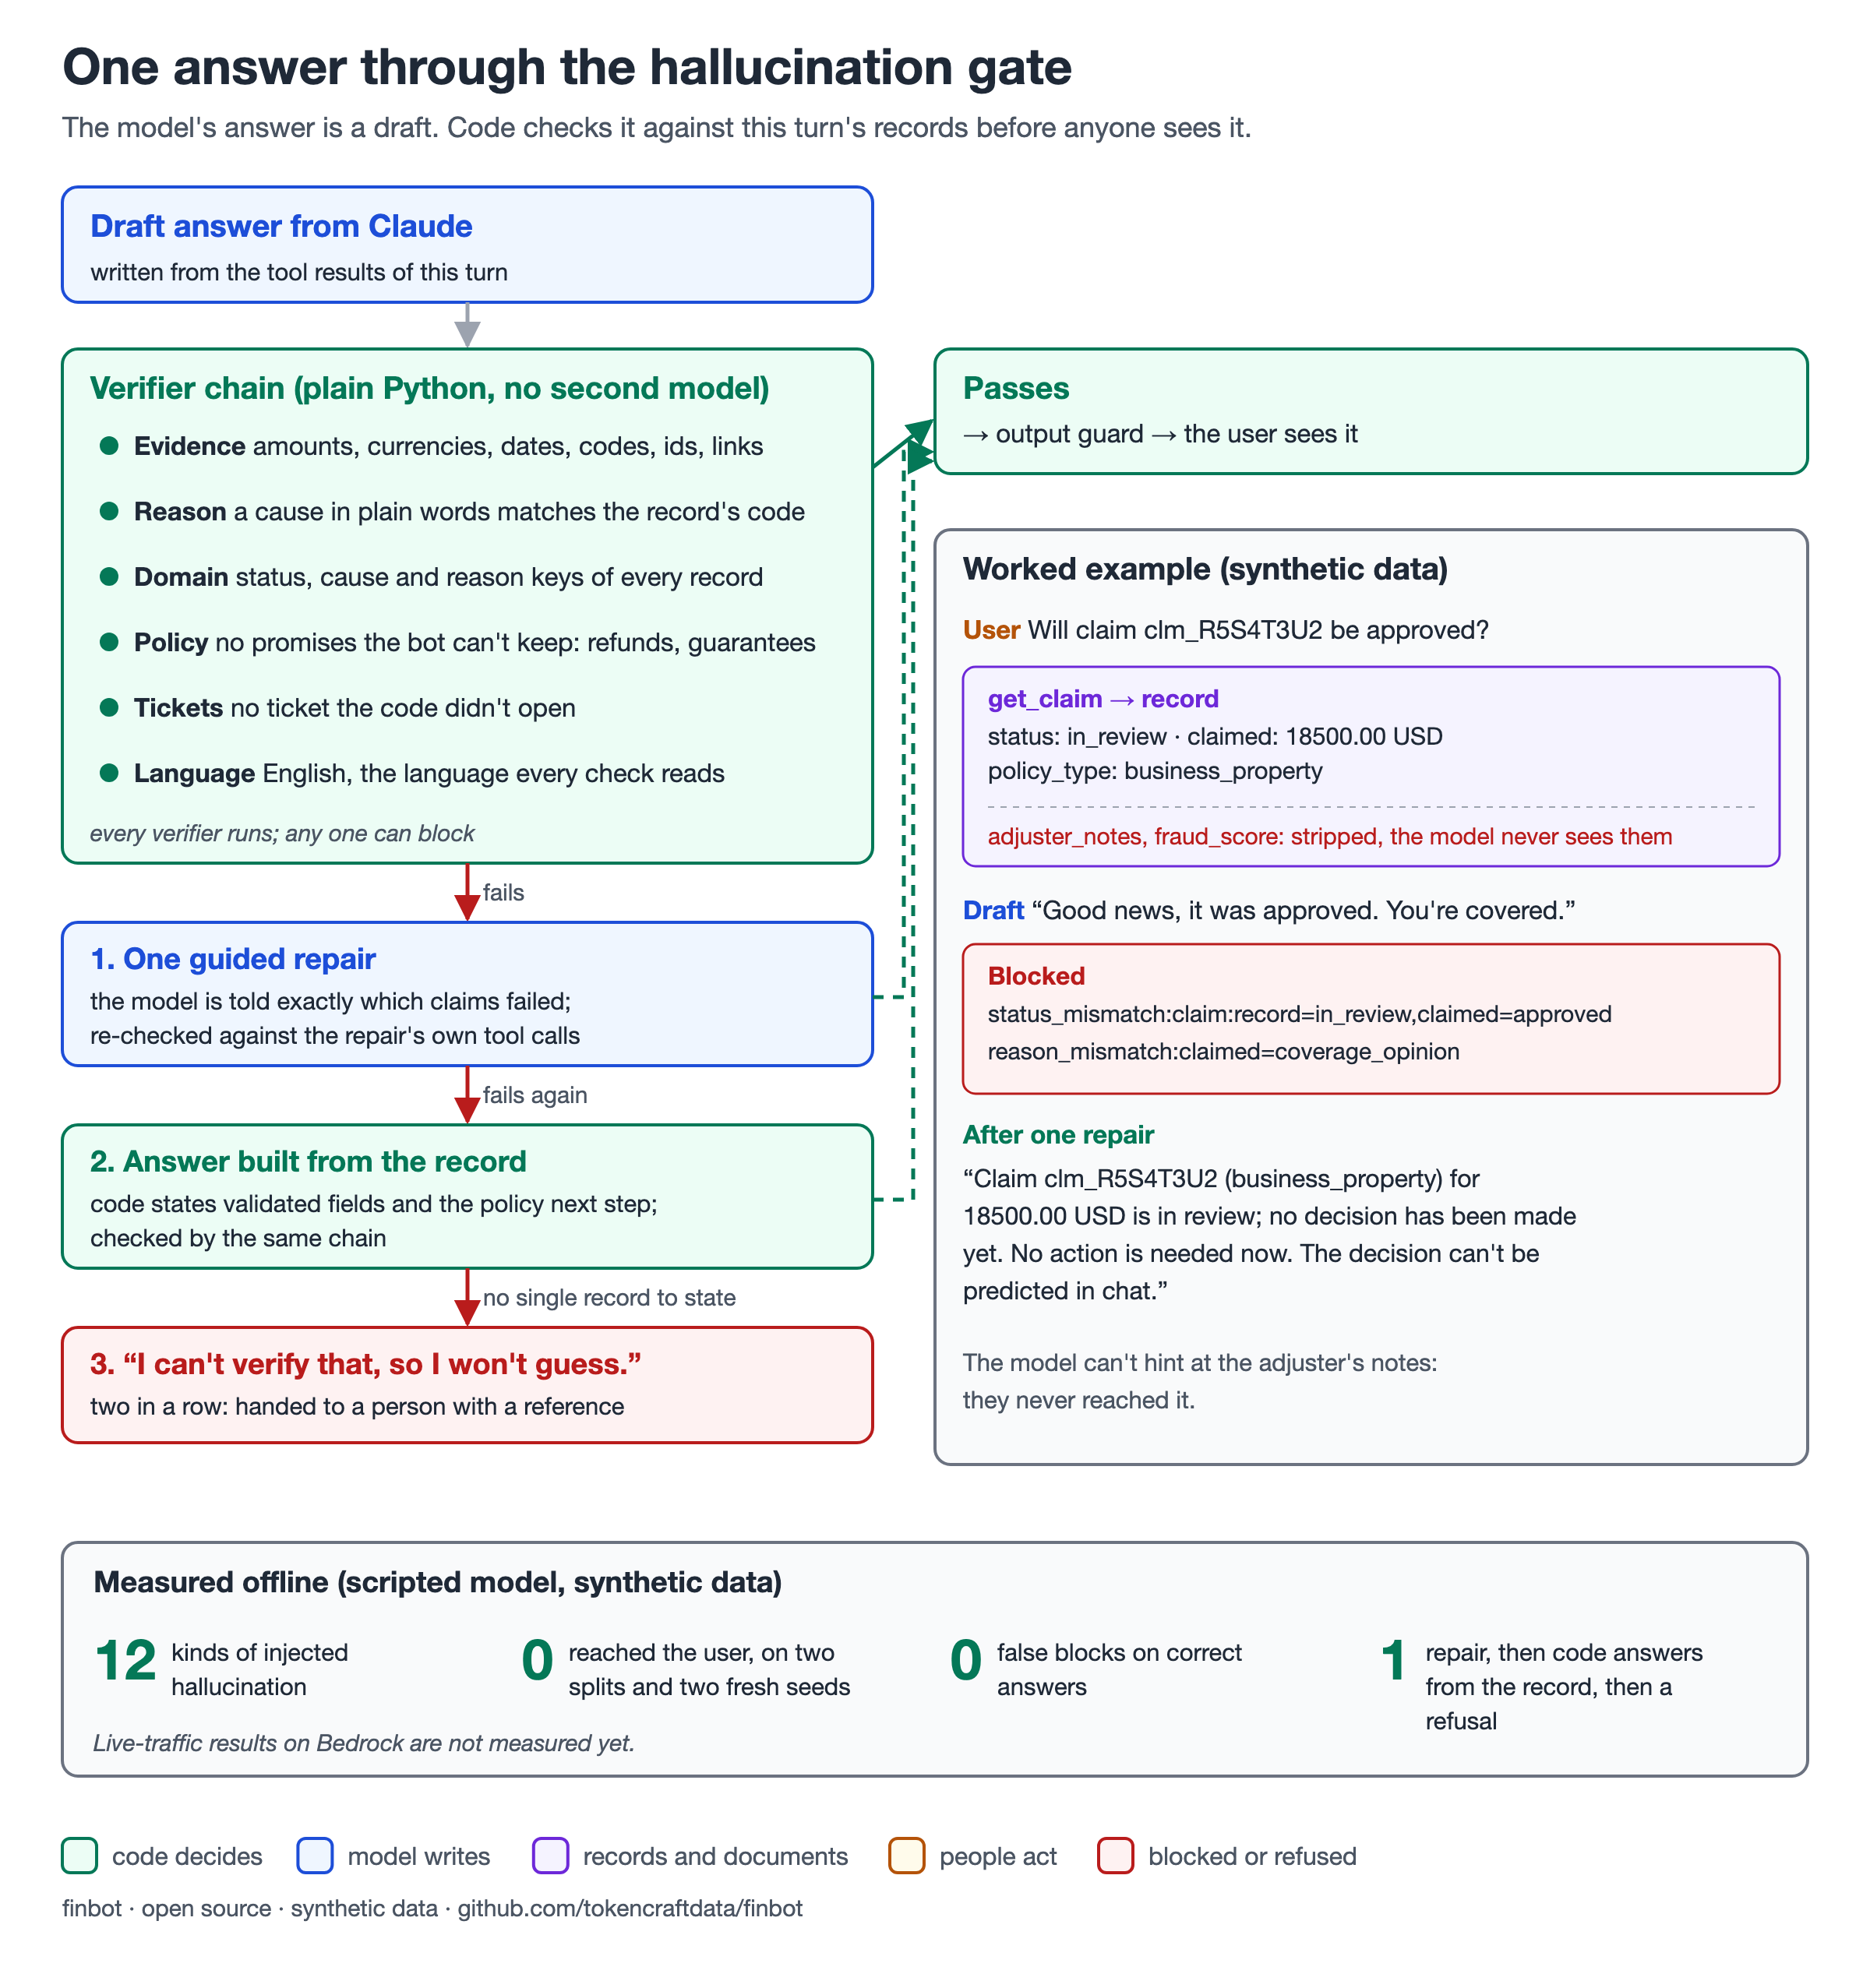 One answer through the hallucination gate
The model's answer is a draft. Code checks it against this turn's records before anyone sees it.
Draft answer from Claude
written from the tool results of this turn
Verifier chain (plain Python, no second model)
Evidence amounts, currencies, dates, codes, ids, links
Reason a cause in plain words matches the record's code
Domain status, cause and reason keys of every record
Policy no promises the bot can't keep: refunds, guarantees
Tickets no ticket the code didn't open
Language English, the language every check reads
every verifier runs; any one can block
fails
1. One guided repair
the model is told exactly which claims failed;
re-checked against the repair's own tool calls
fails again
2. Answer built from the record
code states validated fields and the policy next step;
checked by the same chain
no single record to state
3. “I can't verify that, so I won't guess.”
two in a row: handed to a person with a reference
Passes
→ output guard → the user sees it
Worked example (synthetic data)
User Will claim clm_R5S4T3U2 be approved?
get_claim → record
status: in_review · claimed: 18500.00 USD
policy_type: business_property
adjuster_notes, fraud_score: stripped, the model never sees them
Draft “Good news, it was approved. You're covered.”
Blocked
status_mismatch:claim:record=in_review,claimed=approved
reason_mismatch:claimed=coverage_opinion
After one repair
“Claim clm_R5S4T3U2 (business_property) for
18500.00 USD is in review; no decision has been made
yet. No action is needed now. The decision can't be
predicted in chat.”
The model can't hint at the adjuster's notes:
they never reached it.
Measured offline (scripted model, synthetic data)
12 kinds of injected
hallucination
0 reached the user, on two
splits and two fresh seeds
0 false blocks on correct
answers
1 repair, then code answers
from the record, then a
refusal
Live-traffic results on Bedrock are not measured yet.
code decides
model writes
records and documents
people act
blocked or refused
finbot · open source · synthetic data · github.com/tokencraftdata/finbot